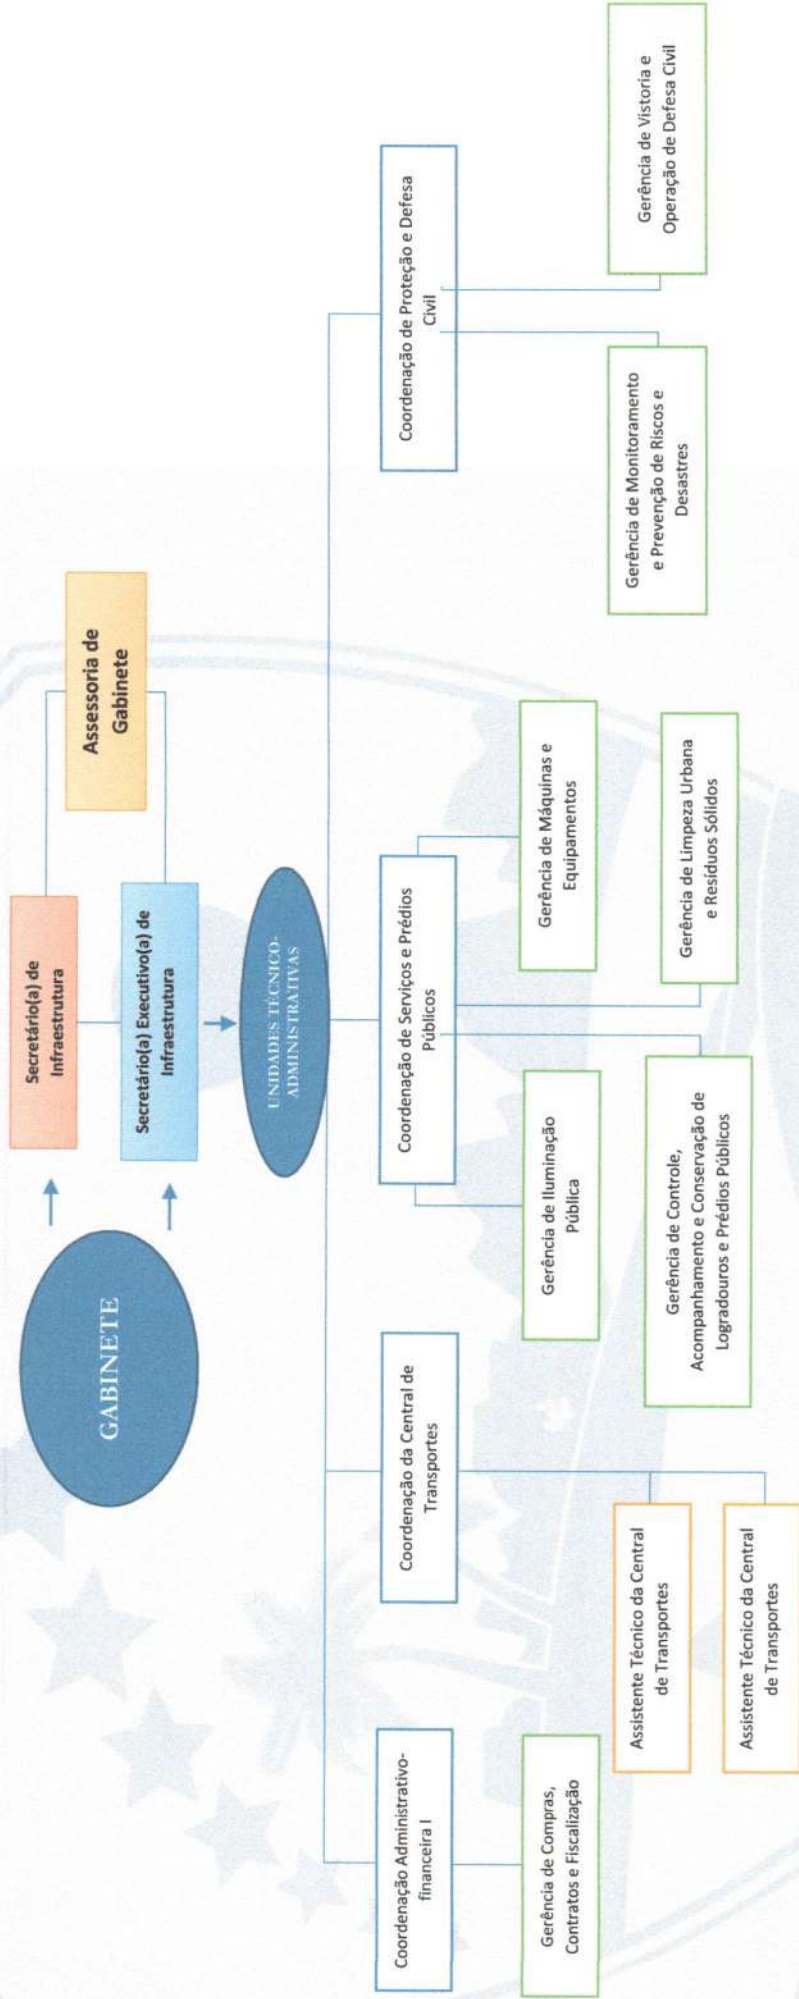 GABINETE
Secretário(a) de
Infraestrutura
Assessoria de
Gabinete
Secretário(a) Executivo(a) de
Infraestrutura
UNIDADES TÉCNICO-
ADMINISTRATIVAS
Coordenação Administrativo-
financeira I
Coordenação da Central de
Transportes
Coordenação de Serviços e Prédios
Públicos
Coordenação de Proteção e Defesa
Civil
Gerência de Compras,
Contratos e Fiscalização
Assistente Técnico da Central
de Transportes
Assistente Técnico da Central
de Transportes
Gerência de Iluminação
Pública
Gerência de Máquinas e
Equipamentos
Gerência de Controle,
Acompanhamento e Conservação de
Logradouros e Prédios Públicos
Gerência de Limpeza Urbana
e Resíduos Sólidos
Gerência de Monitoramento
e Prevenção de Riscos e
Desastres
Gerência de Vistoria e
Operação de Defesa Civil